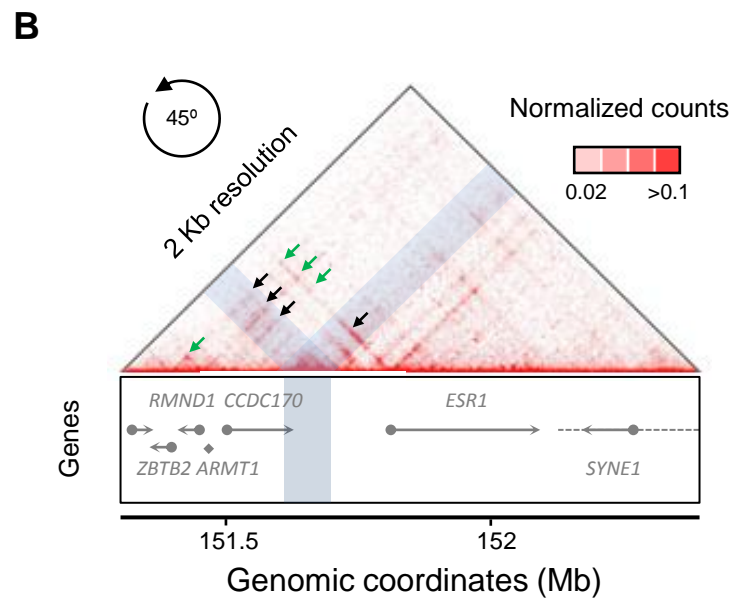 B
45º
Normalized counts
0.02 >0.1
2 Kb resolution
Genes
RMND1 CCDC170 ESR1
ZBTB2 ARMT1 SYNE1
151.5 152
Genomic coordinates (Mb)